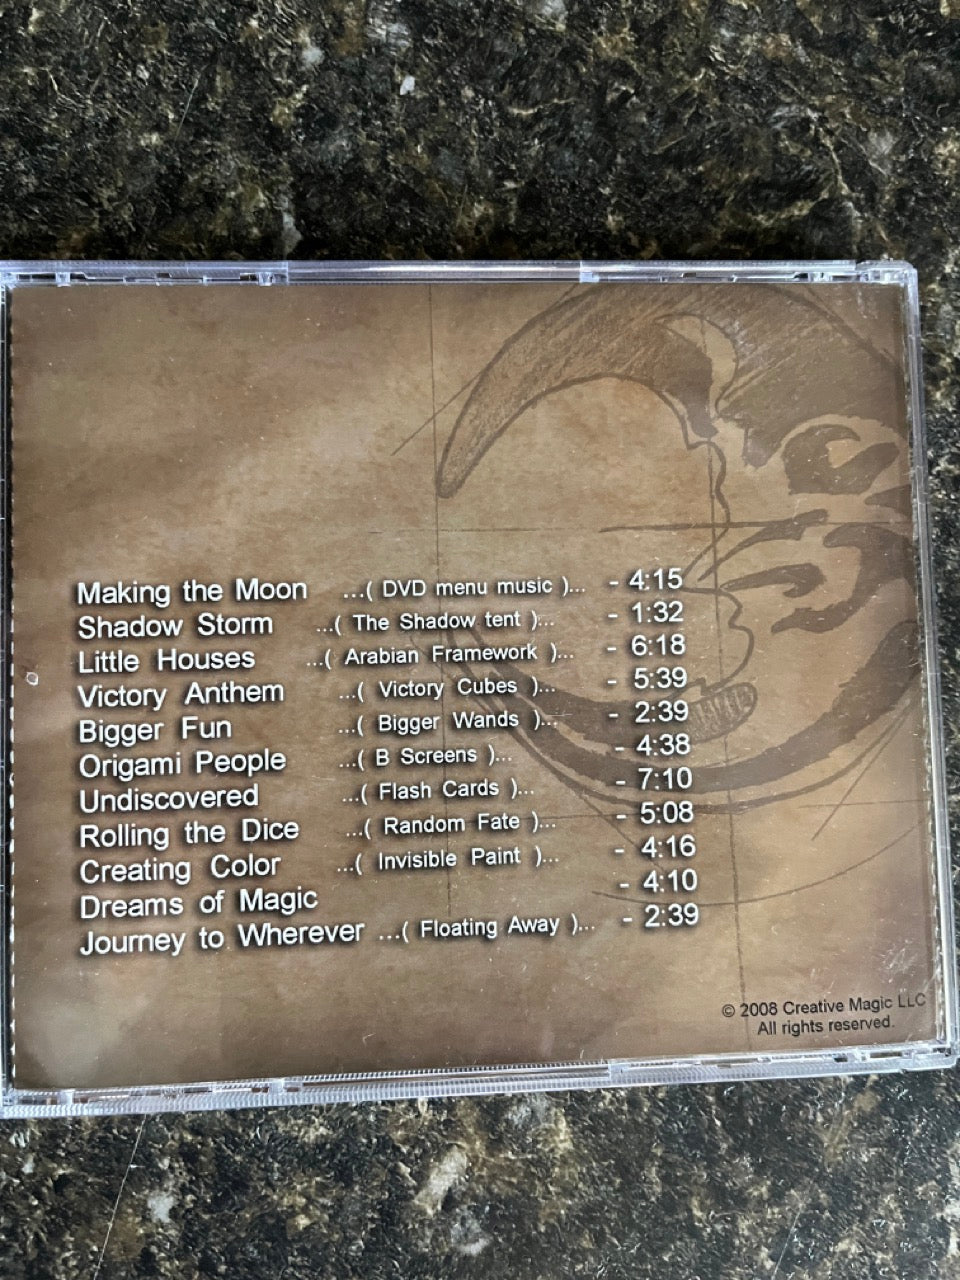 Making the Moon ...( DVD menu music )... - 4:15
Shadow Storm ...( The Shadow tent )... - 1:32
Little Houses ...( Arabian Framework )... - 6:18
Victory Anthem ...( Victory Cubes )... - 5:39
Bigger Fun ...( Bigger Wands )... - 2:39
Origami People ...( B Screens )... - 4:38
Undiscovered ...( Flash Cards )... - 7:10
Rolling the Dice ...( Random Fate )... - 5:08
Creating Color ...( Invisible Paint )... - 4:16
Dreams of Magic - 4:10
Journey to Wherever ...( Floating Away )... - 2:39
© 2008 Creative Magic LLC
All rights reserved.